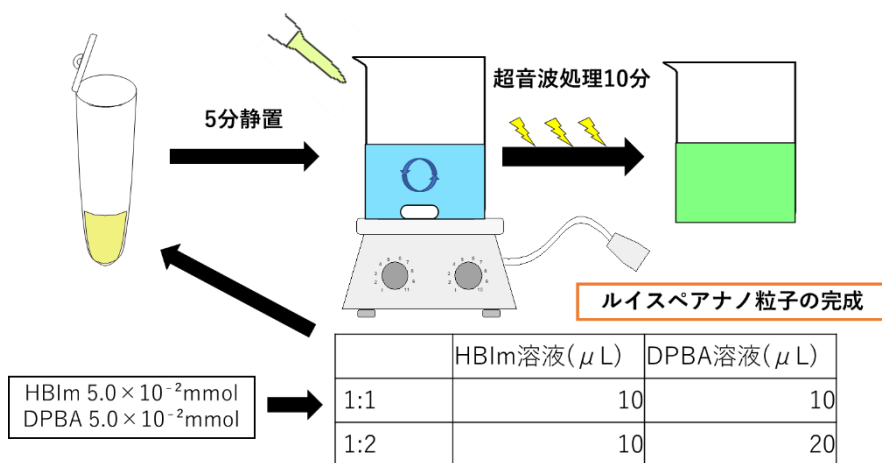 超音波処理10分
5分静置
ルイスペアナノ粒子の完成
HBIm 5.0×10⁻²mmol
DPBA 5.0×10⁻²mmol
HBIm溶液(μL) DPBA溶液(μL)
1:1 10 10
1:2 10 20